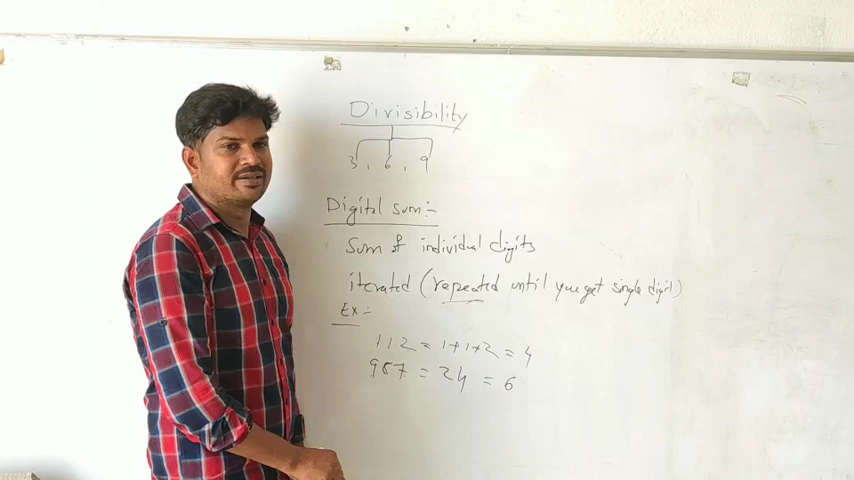 Divisibility
3, 6, 9
Digital sum:-
Sum of individual digits
iterated (repeated until you get single digit)
Ex:-
112 = 1+1+2 = 4
987 = 24 = 6